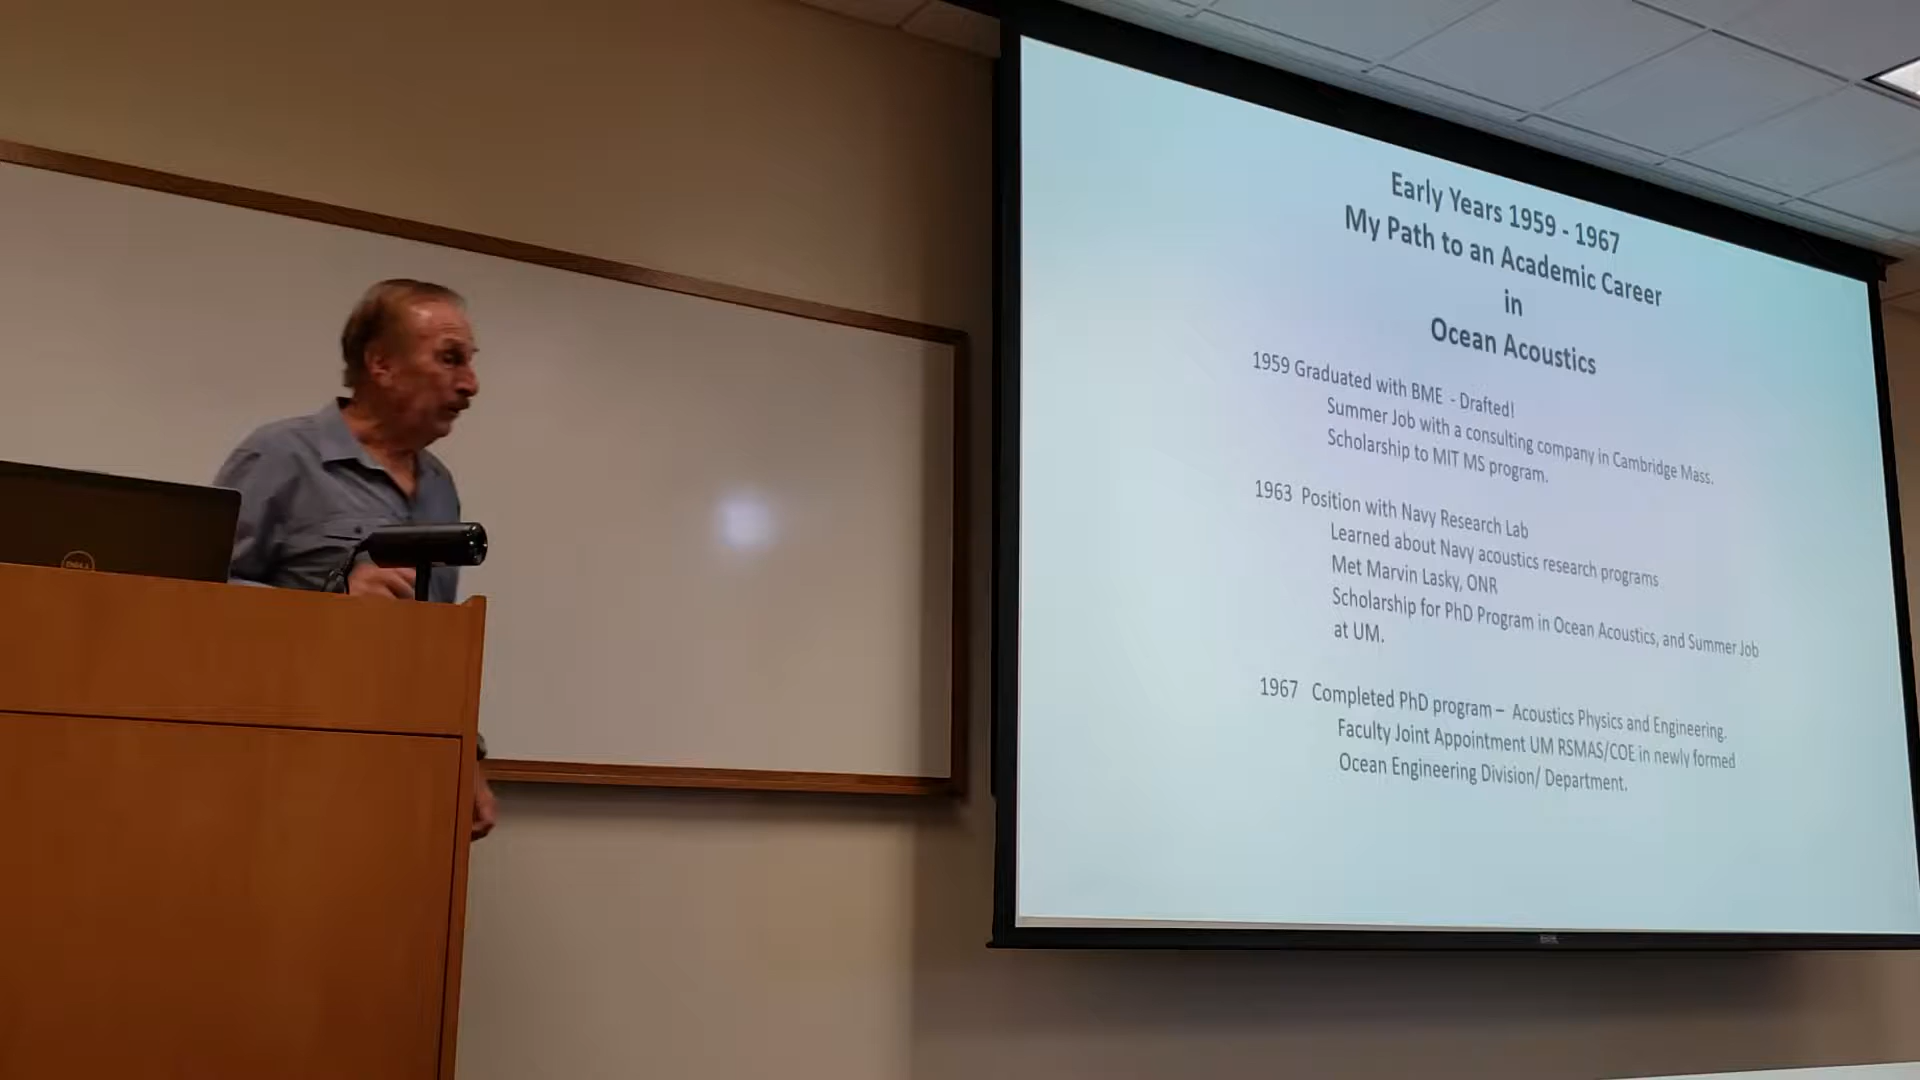 Early Years 1959 - 1967
My Path to an Academic Career
in
Ocean Acoustics
1959 Graduated with BME - Drafted!
Summer Job with a consulting company in Cambridge Mass.
Scholarship to MIT MS program.
1963 Position with Navy Research Lab
Learned about Navy acoustics research programs
Met Marvin Lasky, ONR
Scholarship for PhD Program in Ocean Acoustics, and Summer Job
at UM.
1967 Completed PhD program – Acoustics Physics and Engineering.
Faculty Joint Appointment UM RSMAS/COE in newly formed
Ocean Engineering Division/ Department.
DELL